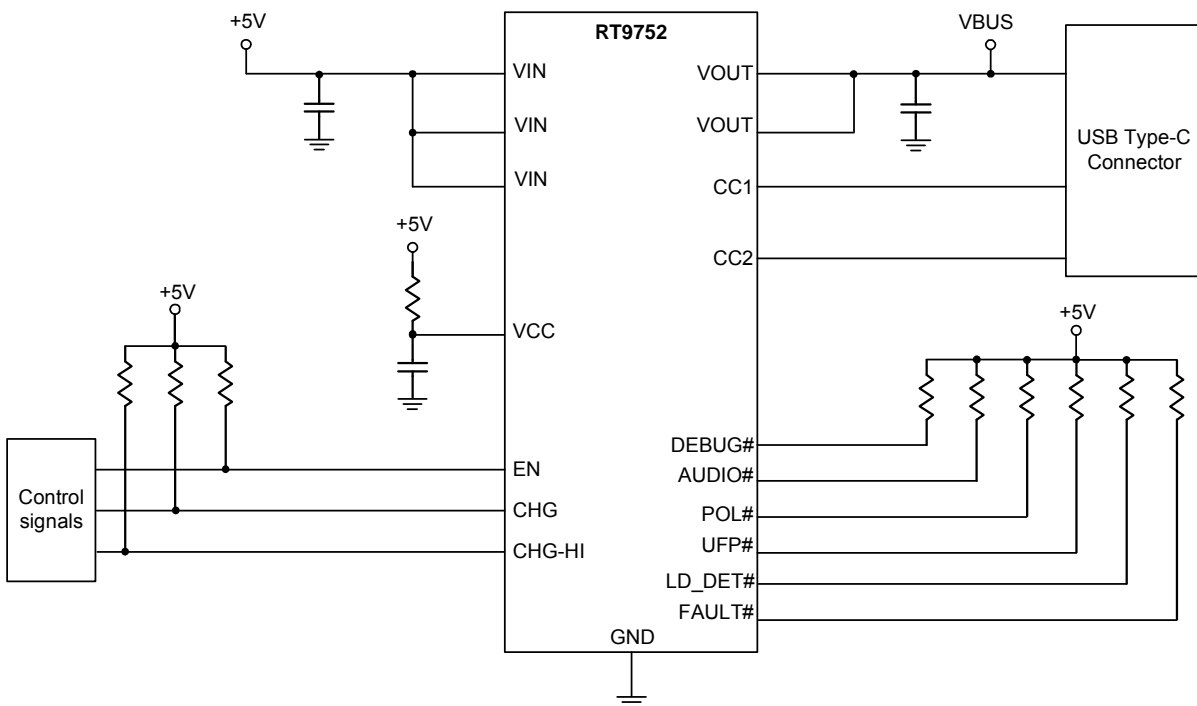 +5V
RT9752
VBUS
VIN
VOUT
VIN
VOUT
USB Type-C
Connector
VIN
CC1
+5V
CC2
+5V
+5V
VCC
DEBUG#
EN
AUDIO#
Control
signals
CHG
POL#
CHG-HI
UFP#
LD_DET#
FAULT#
GND